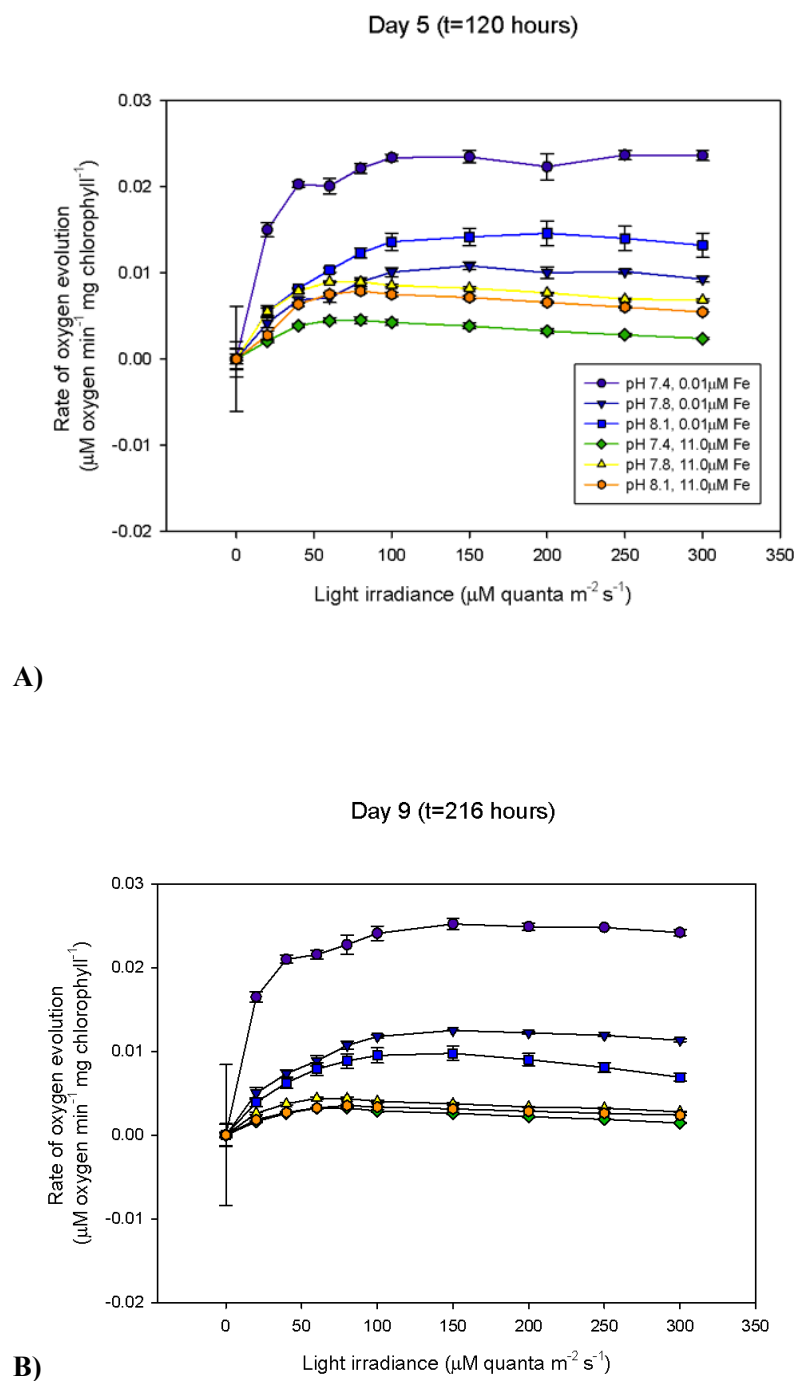 Day 5 (t=120 hours)
0.03
0.02
0.01
0.00
-0.01
-0.02
Rate of oxygen evolution
(μM oxygen min⁻¹ mg chlorophyll⁻¹)
pH 7.4, 0.01μM Fe
pH 7.8, 0.01μM Fe
pH 8.1, 0.01μM Fe
pH 7.4, 11.0μM Fe
pH 7.8, 11.0μM Fe
pH 8.1, 11.0μM Fe
0 50 100 150 200 250 300 350
Light irradiance (μM quanta m⁻² s⁻¹)
A)
Day 9 (t=216 hours)
0.03
0.02
0.01
0.00
-0.01
-0.02
Rate of oxygen evolution
(μM oxygen min⁻¹ mg chlorophyll⁻¹)
0 50 100 150 200 250 300 350
Light irradiance (μM quanta m⁻² s⁻¹)
B)